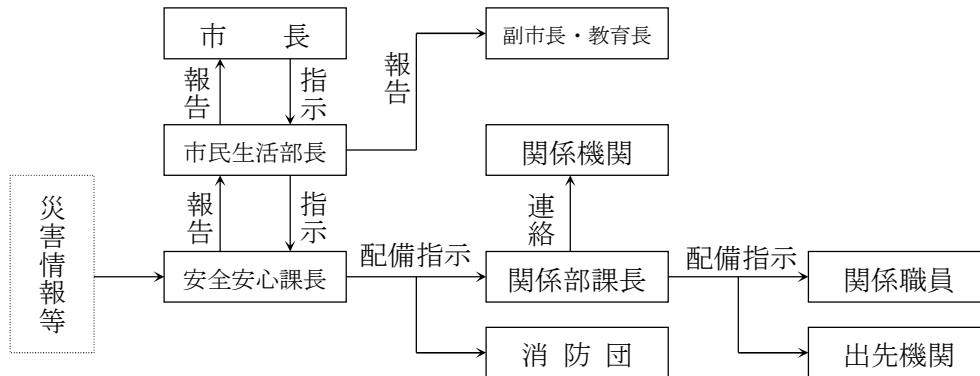 市 長
副市長・教育長
報告
指示
報告
市民生活部長
関係機関
災害情報等
報告
指示
連絡
安全安心課長
配備指示
関係部課長
配備指示
関係職員
消 防 団
出先機関